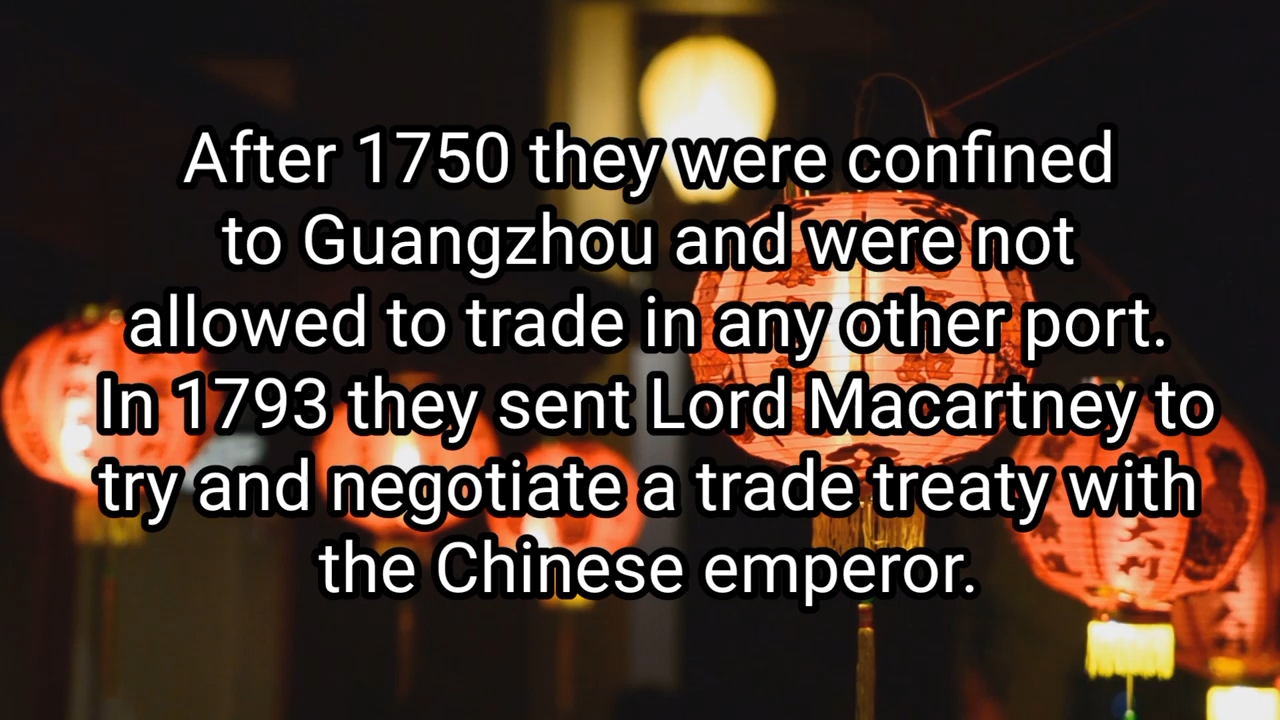 After 1750 they were confined
to Guangzhou and were not
allowed to trade in any other port.
In 1793 they sent Lord Macartney to
try and negotiate a trade treaty with
the Chinese emperor.